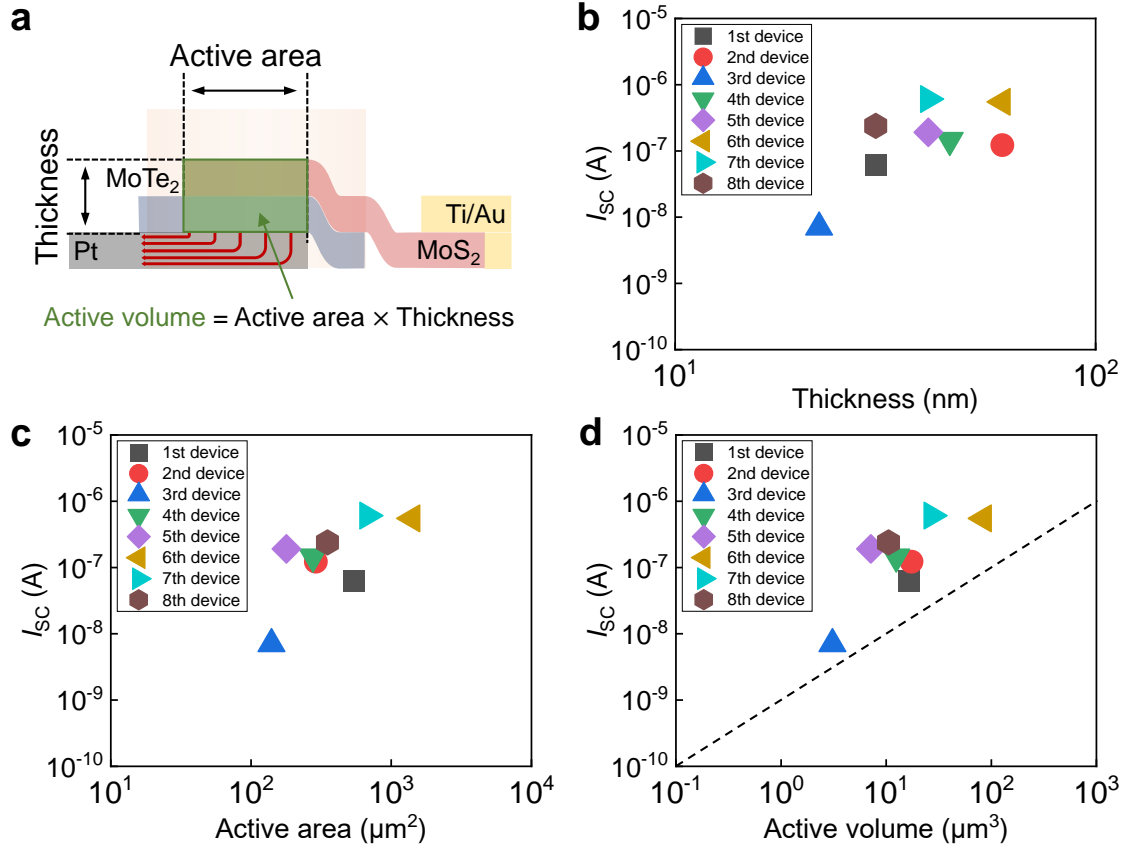 a
Active area
Thickness
MoTe₂
Pt
Ti/Au
MoS₂
Active volume = Active area × Thickness
b
10⁻⁵
10⁻⁶
10⁻⁷
10⁻⁸
10⁻⁹
10⁻¹⁰
I_SC (A)
1st device
2nd device
3rd device
4th device
5th device
6th device
7th device
8th device
10¹ 10²
Thickness (nm)
c
10⁻⁵
10⁻⁶
10⁻⁷
10⁻⁸
10⁻⁹
10⁻¹⁰
I_SC (A)
1st device
2nd device
3rd device
4th device
5th device
6th device
7th device
8th device
10¹ 10² 10³ 10⁴
Active area (μm²)
d
10⁻⁵
10⁻⁶
10⁻⁷
10⁻⁸
10⁻⁹
10⁻¹⁰
I_SC (A)
1st device
2nd device
3rd device
4th device
5th device
6th device
7th device
8th device
10⁻¹ 10⁰ 10¹ 10² 10³
Active volume (μm³)